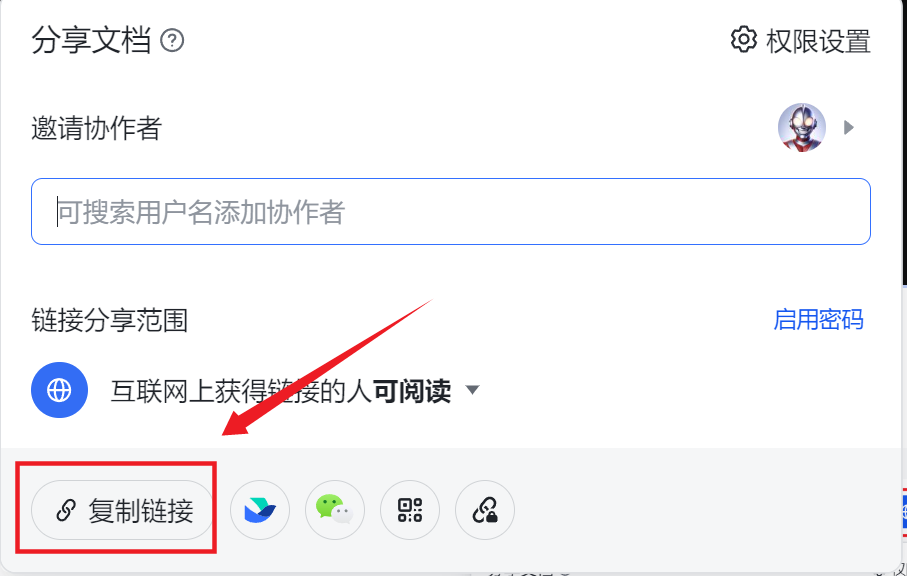 分享文档
权限设置
邀请协作者
可搜索用户名添加协作者
链接分享范围
启用密码
互联网上获得链接的人可阅读
复制链接